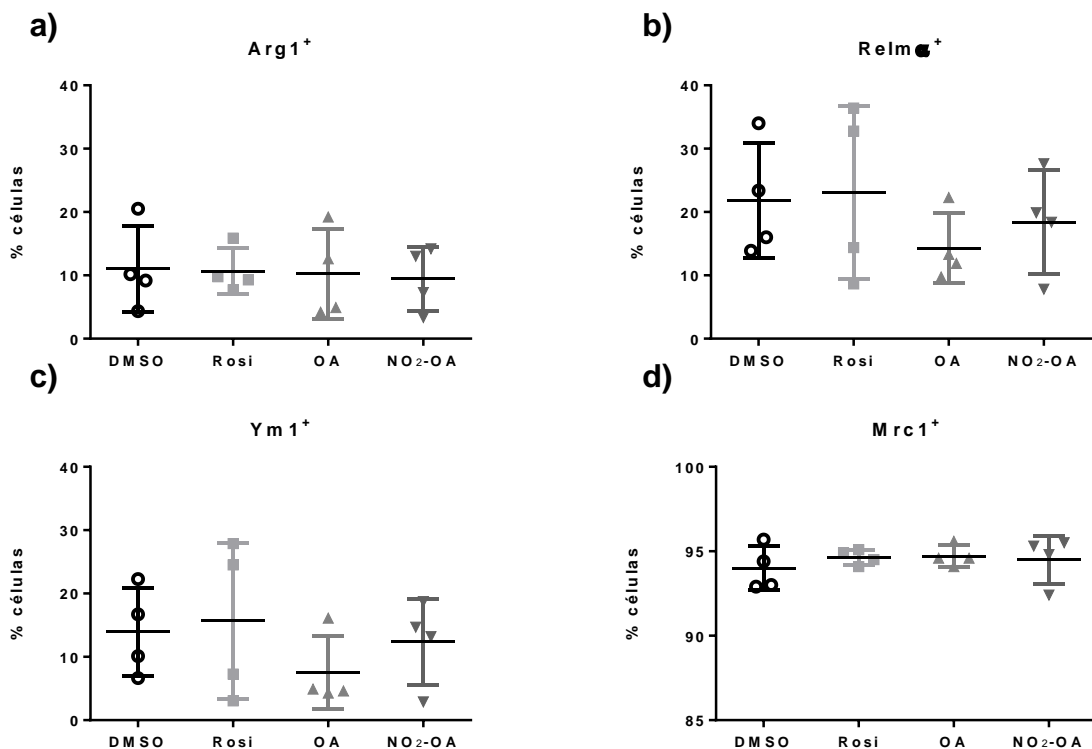 a)
Arg1+
40
30
20
10
0
% células
DMSO Rosi OA NO2-OA
b)
Relmα+
40
30
20
10
0
% células
DMSO Rosi OA NO2-OA
c)
Ym1+
40
30
20
10
0
% células
DMSO Rosi OA NO2-OA
d)
Mrc1+
100
95
90
85
% células
DMSO Rosi OA NO2-OA